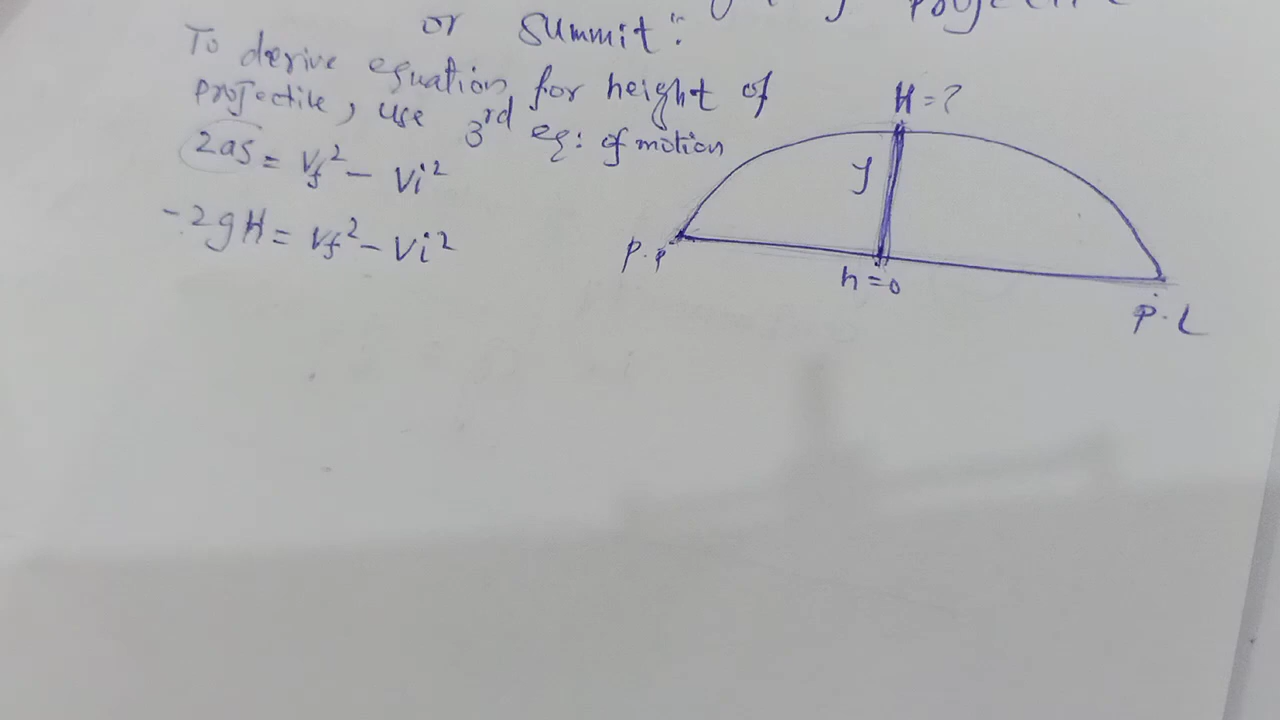 or Summit":
To derive equation for height of
projectile, use 3rd eq: of motion
2as = Vf² - Vi²
-2gH = Vf² - Vi²
H = ?
y
P.P
h = 0
P.L